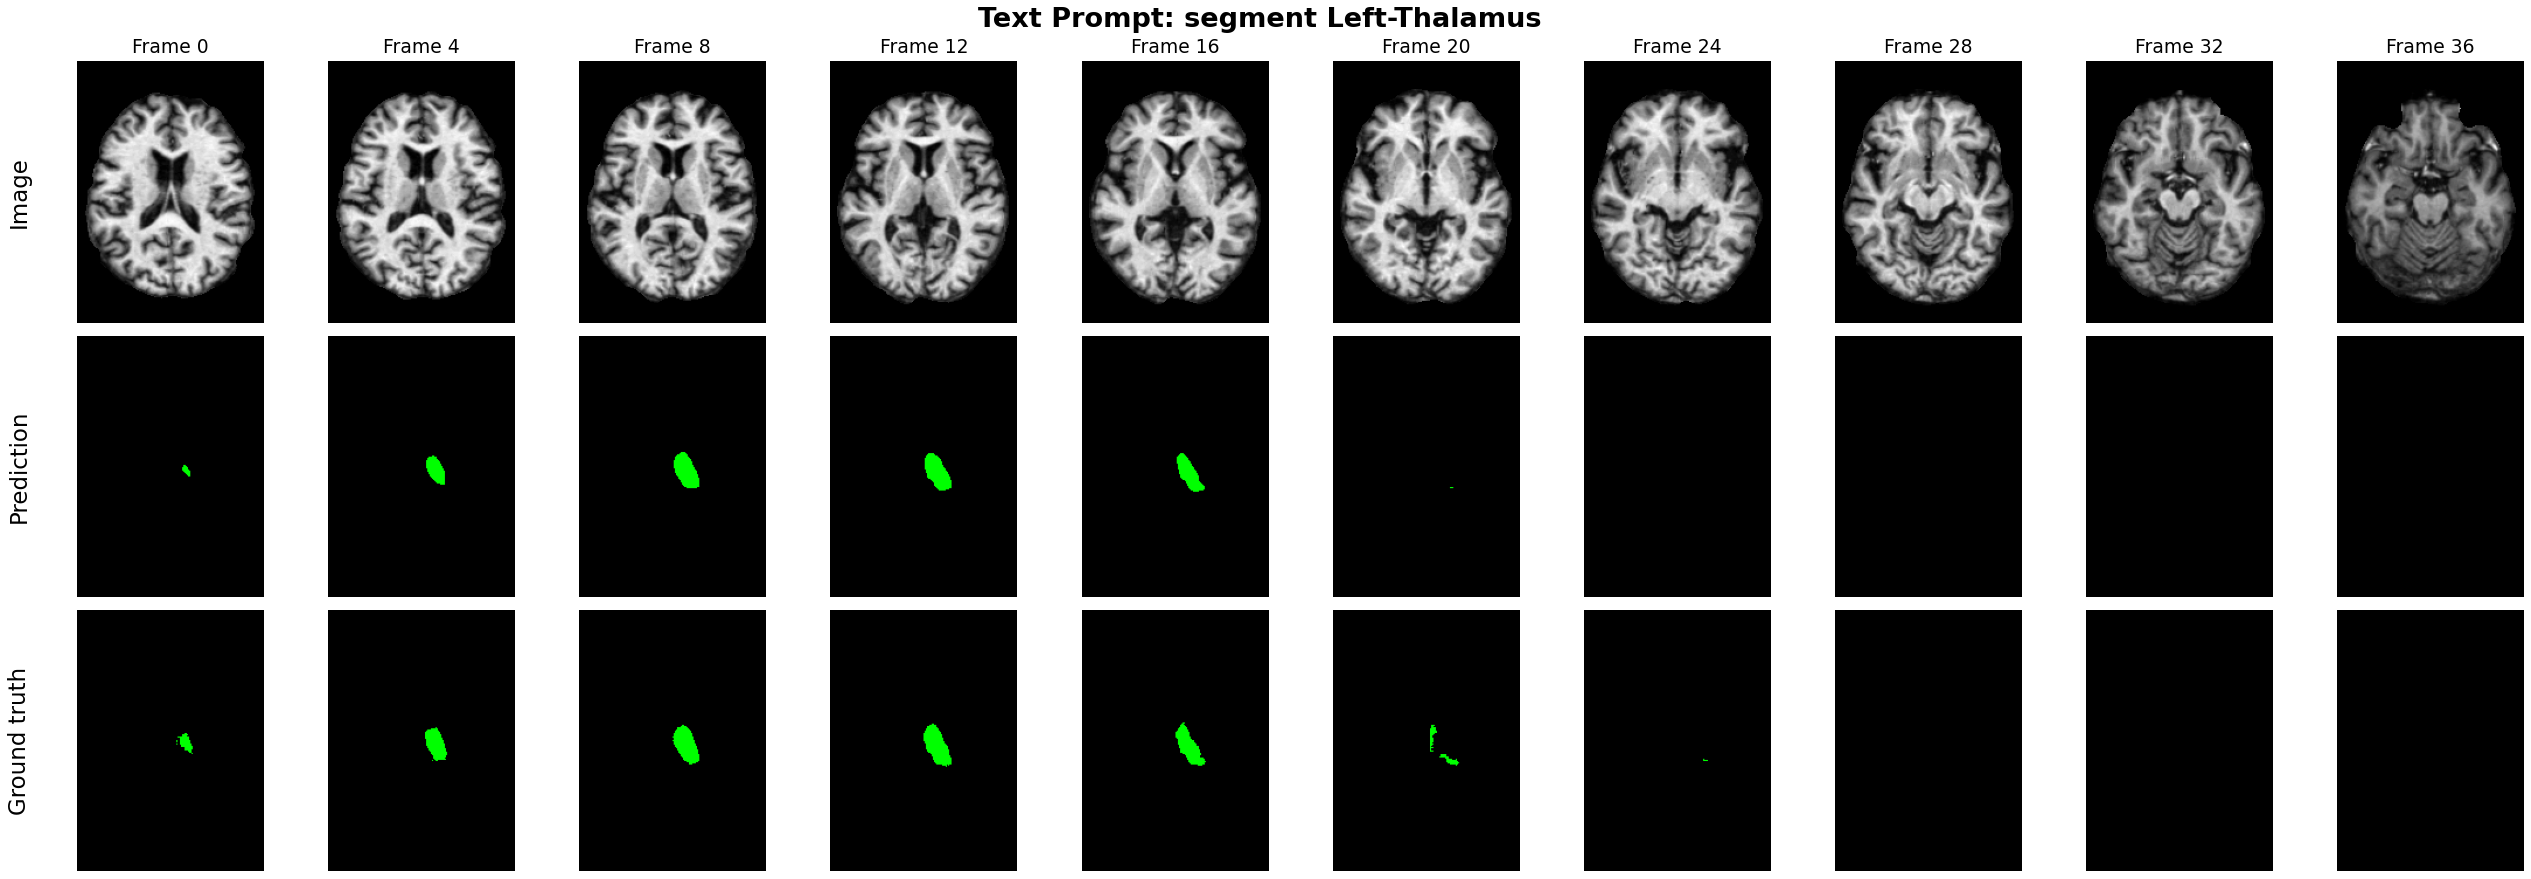 Text Prompt: segment Left-Thalamus
Frame 0 Frame 4 Frame 8 Frame 12 Frame 16 Frame 20 Frame 24 Frame 28 Frame 32 Frame 36
Image
Prediction
Ground truth